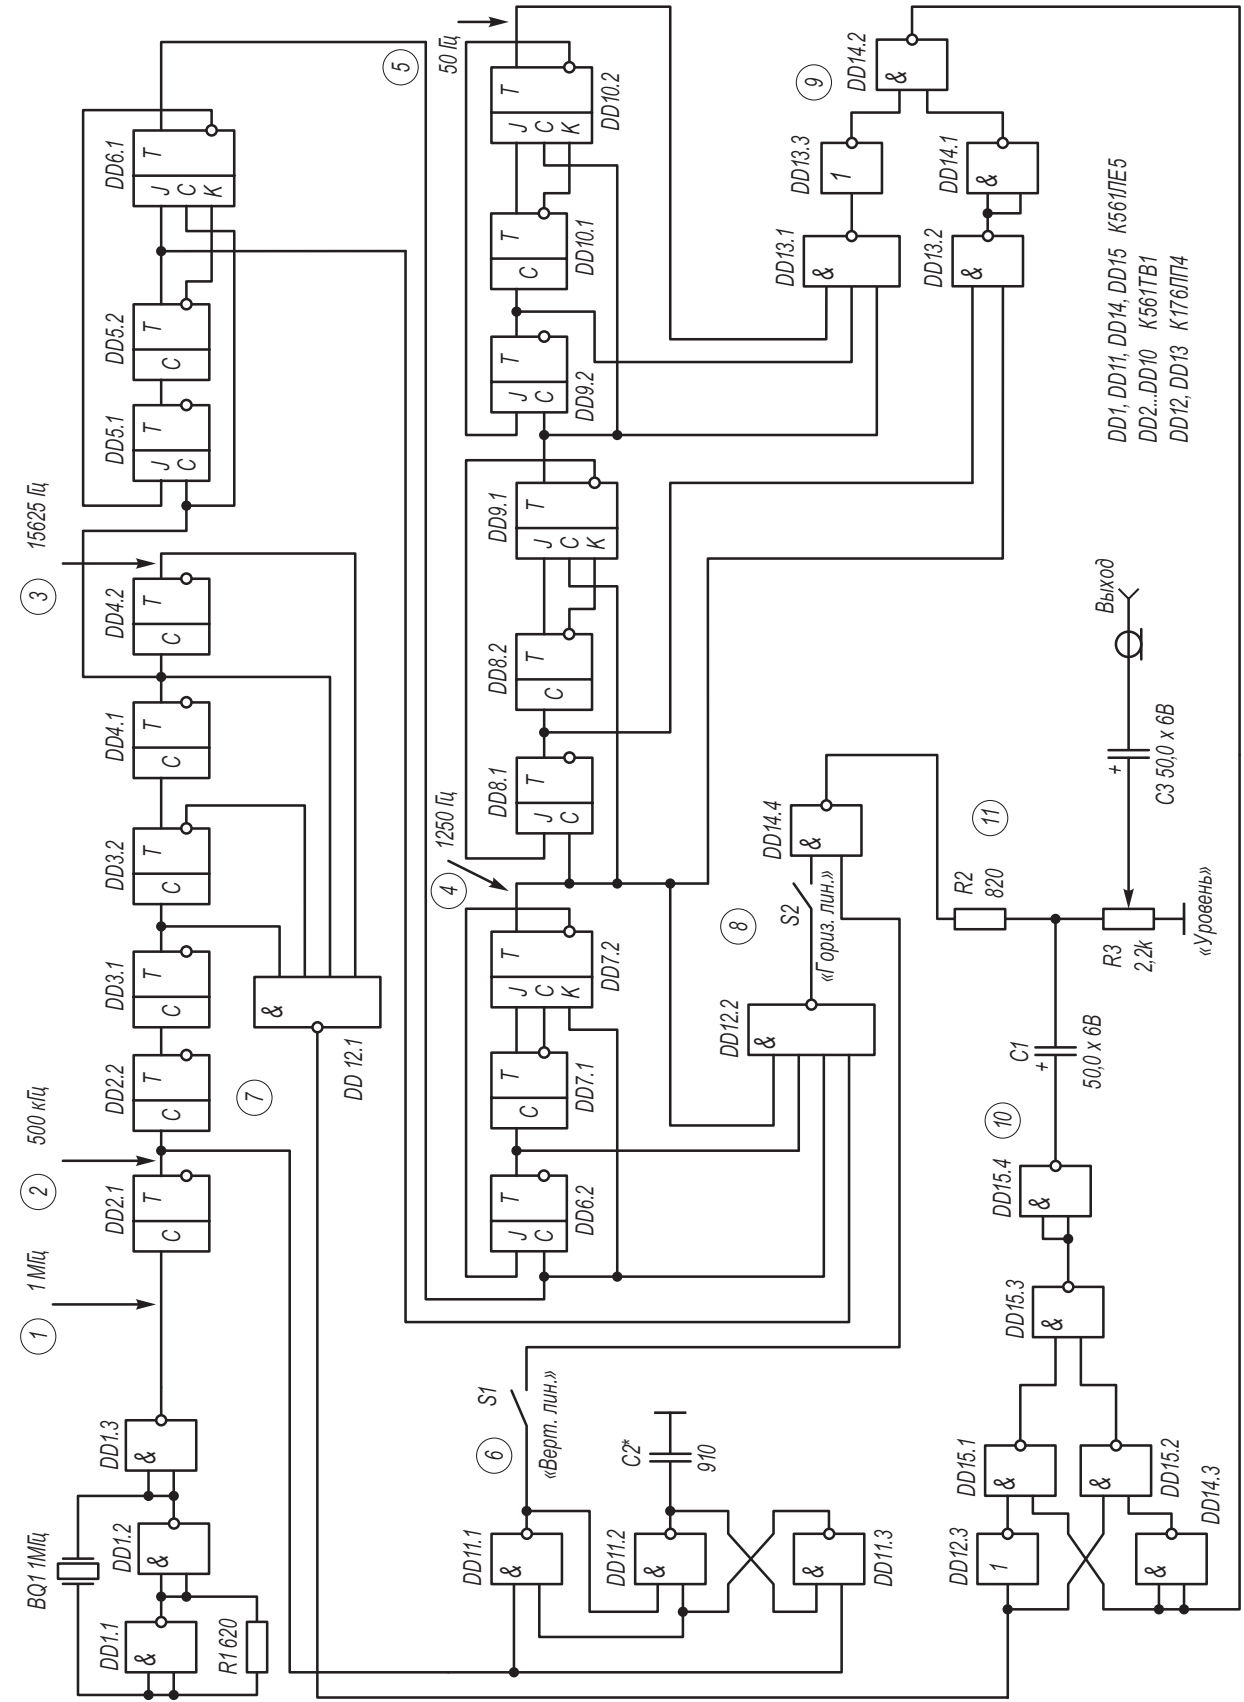 BQ1 1МГц
DD1.1
&
R1 620
DD1.2
&
DD1.3
&
1
1 МГц
DD2.1
C T
2
500 кГц
DD2.2
C T
DD3.1
C T
DD3.2
C T
DD4.1
C T
DD4.2
C T
3
15625 Гц
DD5.1
J C T
DD5.2
C T
DD6.1
J C K T
7
DD 12.1
&
5
DD6.2
J C T
DD7.1
C T
DD7.2
J C K T
4
1250 Гц
DD8.1
J C T
DD8.2
C T
DD9.1
J C K T
DD9.2
J C T
DD10.1
C T
DD10.2
J C K T
50 Гц
6
S1
«Верт. лин.»
DD11.1
&
DD11.2
&
DD11.3
&
C2*
910
DD12.2
&
8
S2
«Гориз. лин.»
DD14.4
&
DD13.1
&
DD13.2
&
DD13.3
1
DD14.1
&
9
DD14.2
&
DD12.3
1
DD14.3
&
DD15.1
&
DD15.2
&
DD15.3
&
DD15.4
&
10
C1
+
50,0 x 6В
11
R2
820
R3
2,2к
«Уровень»
+
C3 50,0 x 6В
Выход
DD1, DD11, DD14, DD15 К561ЛЕ5
DD2...DD10 К561ТВ1
DD12, DD13 К176ЛП4